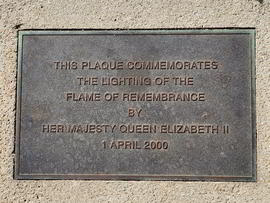 THIS PLAQUE COMMEMORATES
THE LIGHTING OF THE
FLAME OF REMEMBRANCE
BY
HER MAJESTY QUEEN ELIZABETH II
1 APRIL 2000